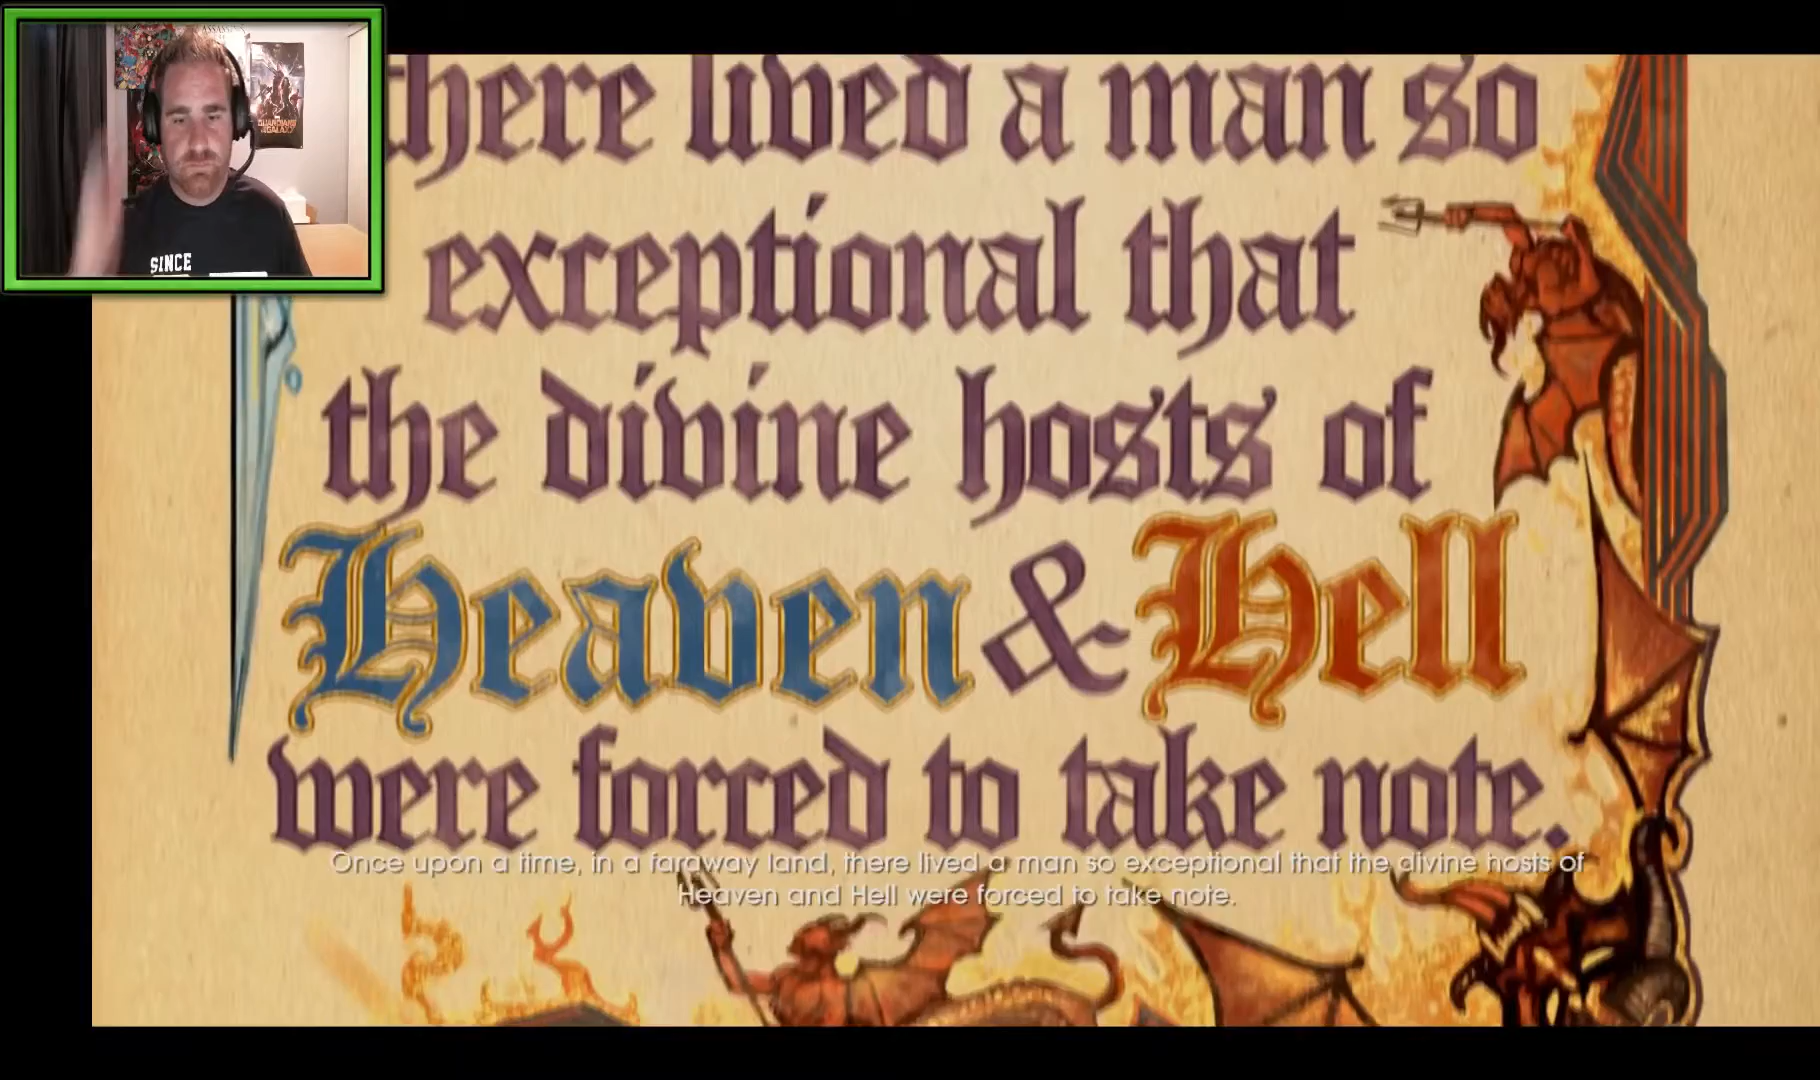 there lived a man so
exceptional that
the divine hosts of
Heaven & Hell
were forced to take note.
Once upon a time, in a faraway land, there lived a man so exceptional that the divine hosts of
Heaven and Hell were forced to take note.
SINCE
GUARDIANS
GALAXY